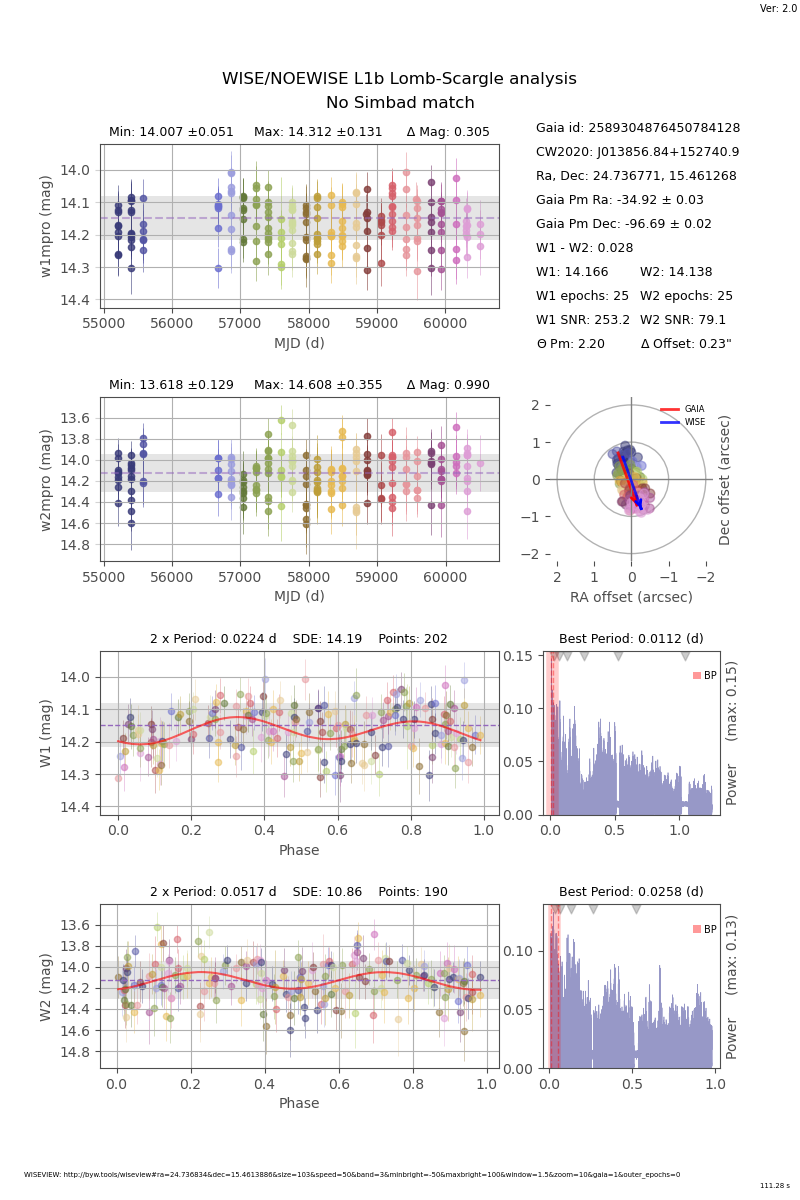 Ver: 2.0
WISE/NOEWISE L1b Lomb-Scargle analysis
No Simbad match
Min: 14.007 ±0.051 Max: 14.312 ±0.131 Δ Mag: 0.305
w1mpro (mag)
14.0
14.1
14.2
14.3
14.4
55000 56000 57000 58000 59000 60000
MJD (d)
Gaia id: 2589304876450784128
CW2020: J013856.84+152740.9
Ra, Dec: 24.736771, 15.461268
Gaia Pm Ra: -34.92 ± 0.03
Gaia Pm Dec: -96.69 ± 0.02
W1 - W2: 0.028
W1: 14.166 W2: 14.138
W1 epochs: 25 W2 epochs: 25
W1 SNR: 253.2 W2 SNR: 79.1
Θ Pm: 2.20 Δ Offset: 0.23"
Min: 13.618 ±0.129 Max: 14.608 ±0.355 Δ Mag: 0.990
w2mpro (mag)
13.6
13.8
14.0
14.2
14.4
14.6
14.8
55000 56000 57000 58000 59000 60000
MJD (d)
GAIA
WISE
2
1
0
−1
−2
2 1 0 −1 −2
RA offset (arcsec)
Dec offset (arcsec)
2 x Period: 0.0224 d SDE: 14.19 Points: 202
W1 (mag)
14.0
14.1
14.2
14.3
14.4
0.0 0.2 0.4 0.6 0.8 1.0
Phase
Best Period: 0.0112 (d)
BP
0.15
0.10
0.05
0.00
0.0 0.5 1.0
Power (max: 0.15)
2 x Period: 0.0517 d SDE: 10.86 Points: 190
W2 (mag)
13.6
13.8
14.0
14.2
14.4
14.6
14.8
0.0 0.2 0.4 0.6 0.8 1.0
Phase
Best Period: 0.0258 (d)
BP
0.10
0.05
0.00
0.0 0.5 1.0
Power (max: 0.13)
WISEVIEW: http://byw.tools/wiseview#ra=24.736834&dec=15.4613886&size=103&speed=50&band=3&minbright=-50&maxbright=100&window=1.5&zoom=10&gaia=1&outer_epochs=0
111.28 s